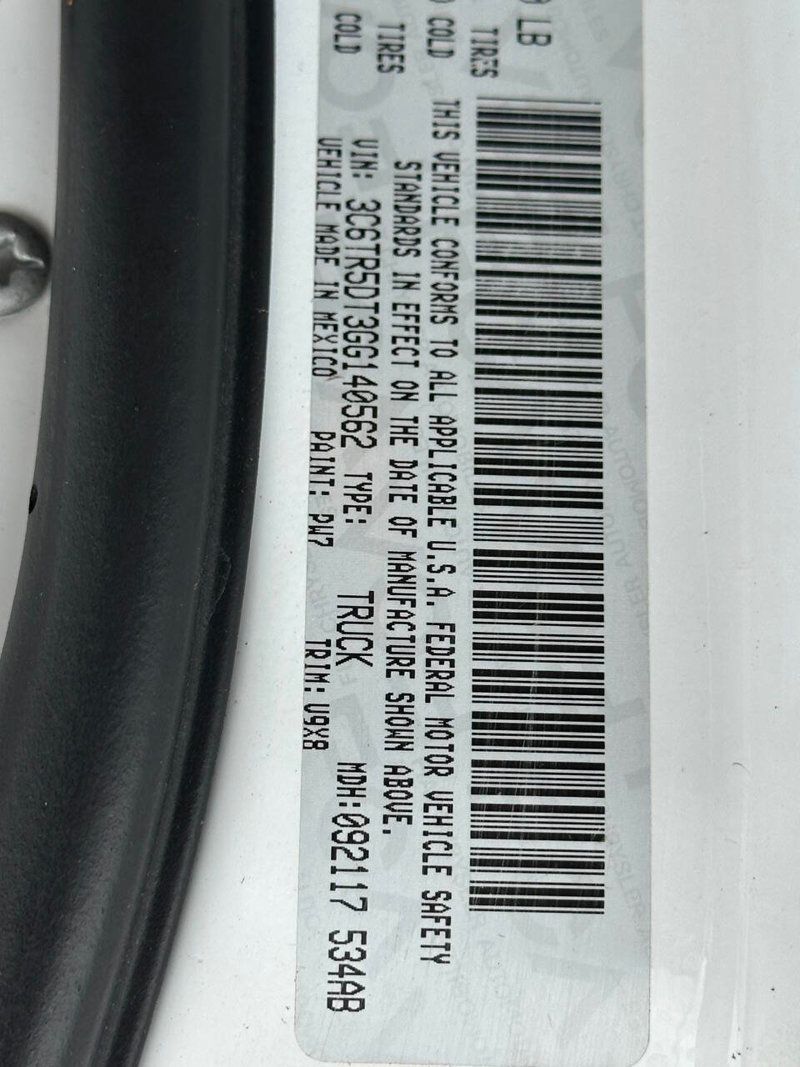 LB
TIRES COLD
TIRES COLD
THIS VEHICLE CONFORMS TO ALL APPLICABLE U.S.A. FEDERAL MOTOR VEHICLE SAFETY
STANDARDS IN EFFECT ON THE DATE OF MANUFACTURE SHOWN ABOVE.
VIN: 3C6TR5DT3GG140562 TYPE: TRUCK MDH:092117 534AB
VEHICLE MADE IN MEXICO PAINT: PW7 TRIM: V9X8